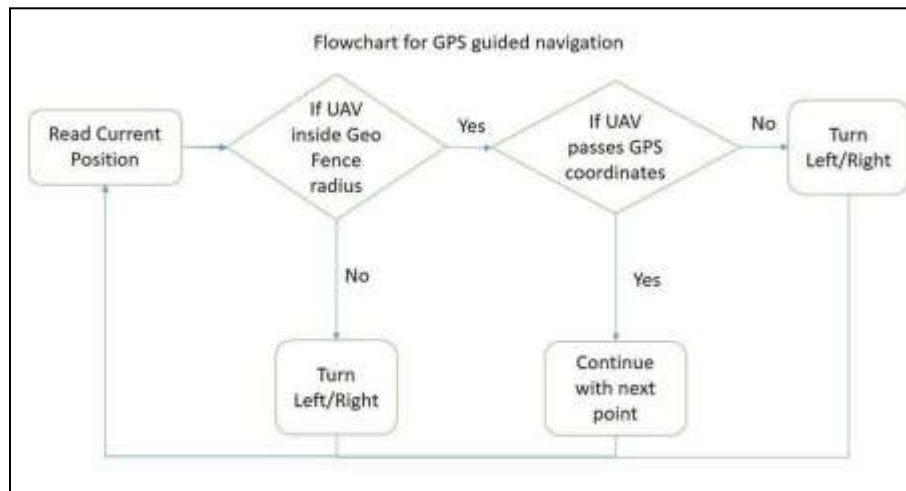 Flowchart for GPS guided navigation
Read Current
Position
If UAV
inside Geo
Fence
radius
Yes
If UAV
passes GPS
coordinates
No
Turn
Left/Right
No
Yes
Turn
Left/Right
Continue
with next
point